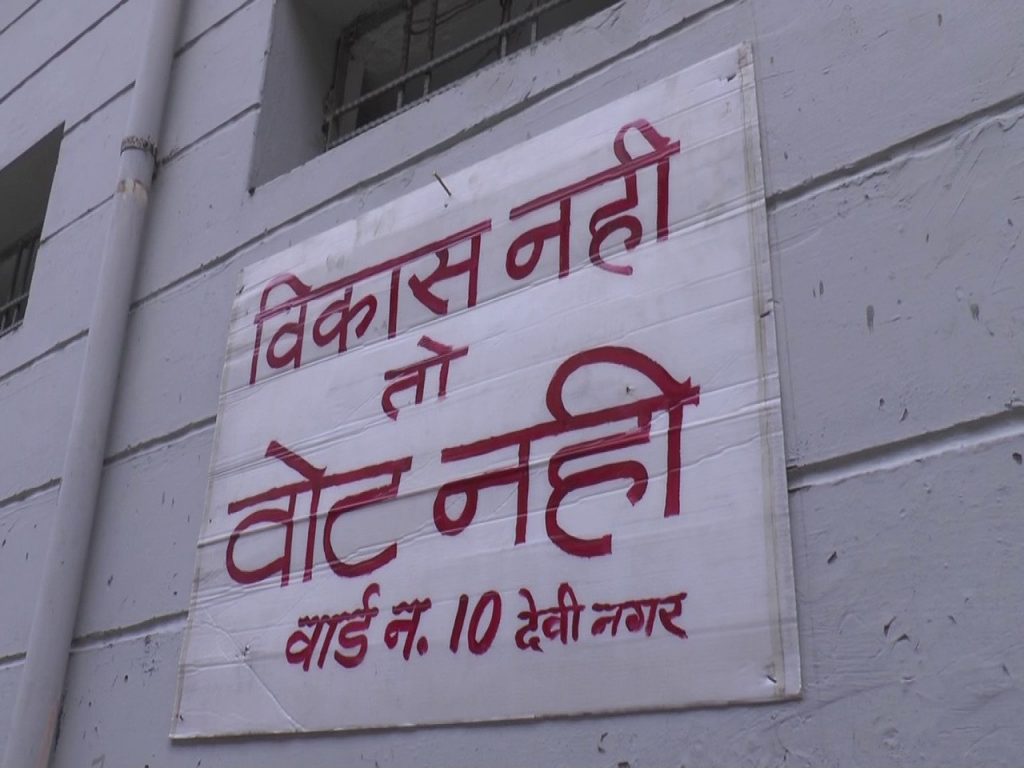 विकास नही
तो
वोट नही
वार्ड न. 10 देवी नगर